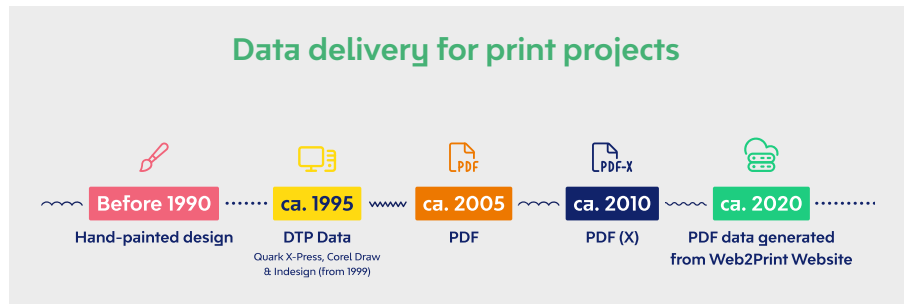 Data delivery for print projects
PDF
PDF-X
Before 1990
ca. 1995
ca. 2005
ca. 2010
ca. 2020
Hand-painted design
DTP Data
Quark X-Press, Corel Draw
& Indesign (from 1999)
PDF
PDF (X)
PDF data generated
from Web2Print Website